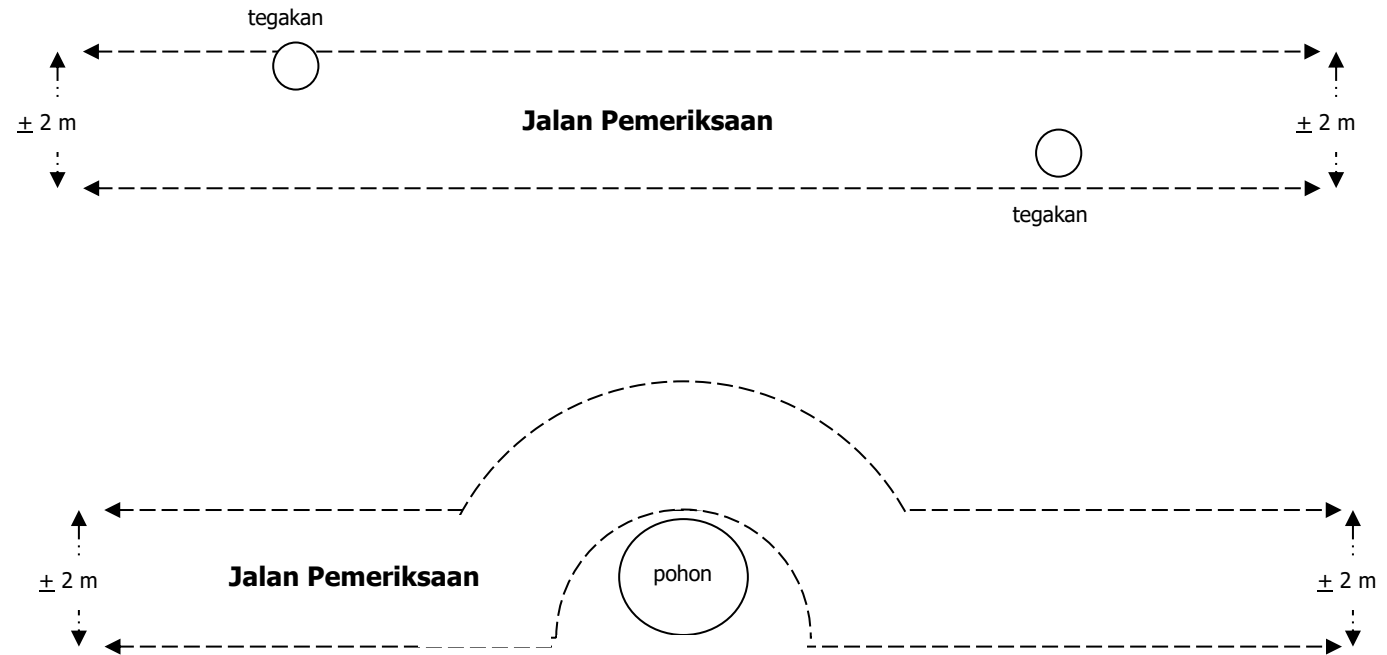 tegakan
± 2 m
Jalan Pemeriksaan
± 2 m
tegakan
± 2 m
Jalan Pemeriksaan
pohon
± 2 m